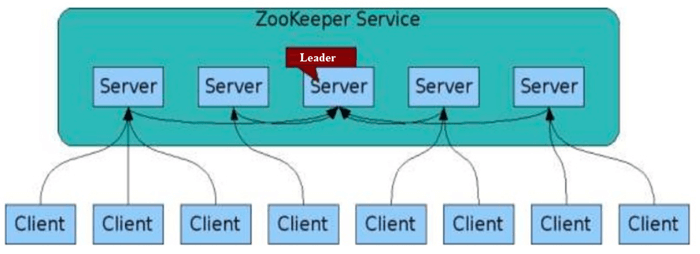 ZooKeeper Service
Leader
Server Server Server Server Server
Client Client Client Client Client Client Client Client